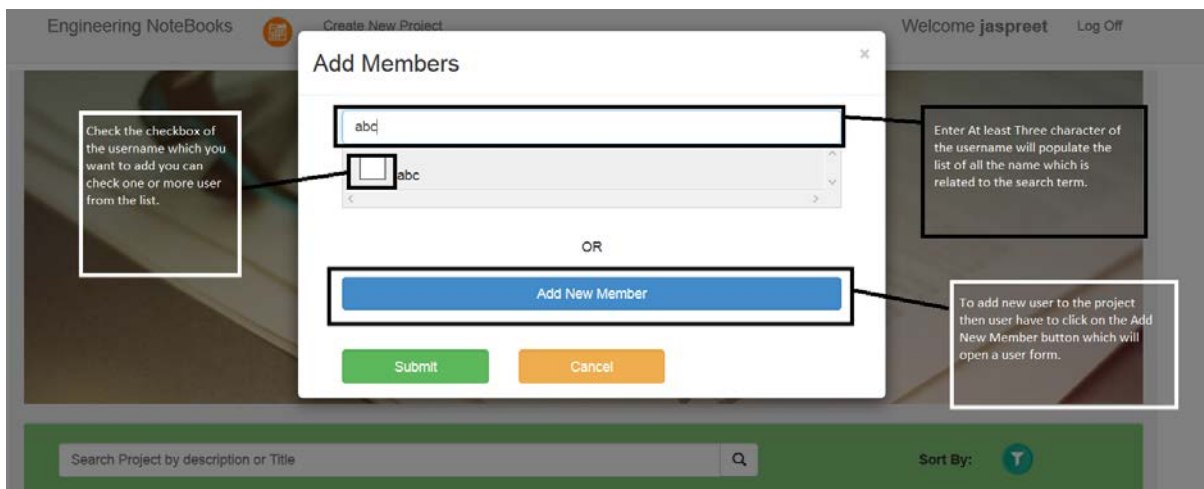 Engineering NoteBooks
Create New Project
Welcome jaspreet
Log Off
Add Members
×
Check the checkbox of
the username which you
want to add you can
check one or more user
from the list.
abc
abc
Enter At least Three character of
the username will populate the
list of all the name which is
related to the search term.
OR
Add New Member
To add new user to the project
then user have to click on the Add
New Member button which will
open a user form.
Submit
Cancel
Search Project by description or Title
Sort By: